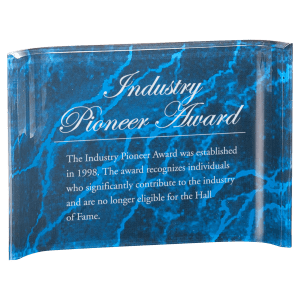 Industry
Pioneer Award
The Industry Pioneer Award was established
in 1998. The award recognizes individuals
who significantly contribute to the industry
and are no longer eligible for the Hall
of Fame.